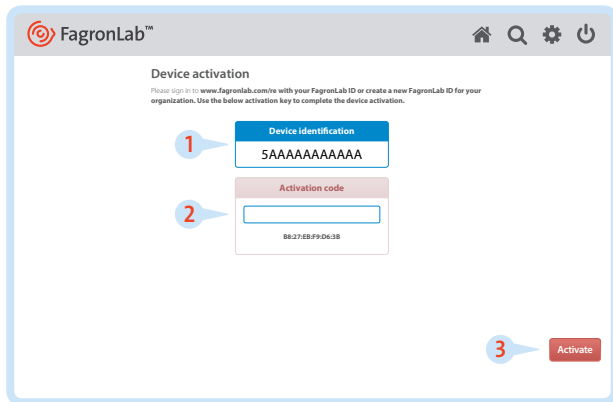 FagronLab™
Device activation
Please sign in to www.fagronlab.com/re with your FagronLab ID or create a new FagronLab ID for your
organization. Use the below activation key to complete the device activation.
1
Device identification
5AAAAAAAAAAA
Activation code
2
B8:27:EB:F9:D6:3B
3
Activate